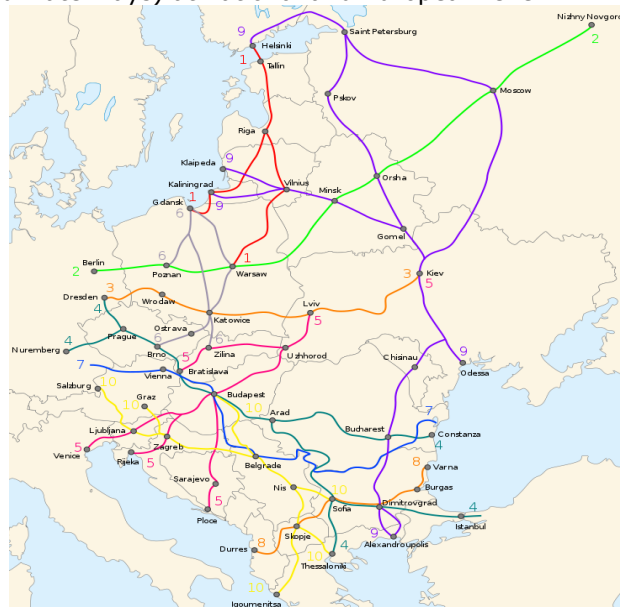 Nizhny Novgoro
2
9
Saint Petersburg
Helsinki
1
Tallin
Moscow
Pskov
Riga
Klaipeda
9
Orsha
Kaliningrad
Vilnius
Minsk
1
Gdansk
9
6
Gomel
6
1
Berlin
2
Poznan
Warsaw
3
Kiev
5
Dresden
3
Wrodaw
4
Katowice
Lviv
5
Prague
Ostrava
4
Nuremberg
Brno
6
5
Zilina
Uzhhorod
Chisinau
9
7
Vienna
Bratislava
Odessa
Salzburg
10
Graz
Budapest
10
10
Arad
7
Ljubljana
Bucharest
Constanza
4
Zagreb
5
Venice
Rijeka
5
Belgrade
8
Varna
Sarajevo
Nis
Burgas
5
10
Sofia
Dimitrovgrad
4
Ploce
Istanbul
Skopje
9
Alexandroupolis
Durres
8
10
4
Thessaloniki
10
Igoumenitsa